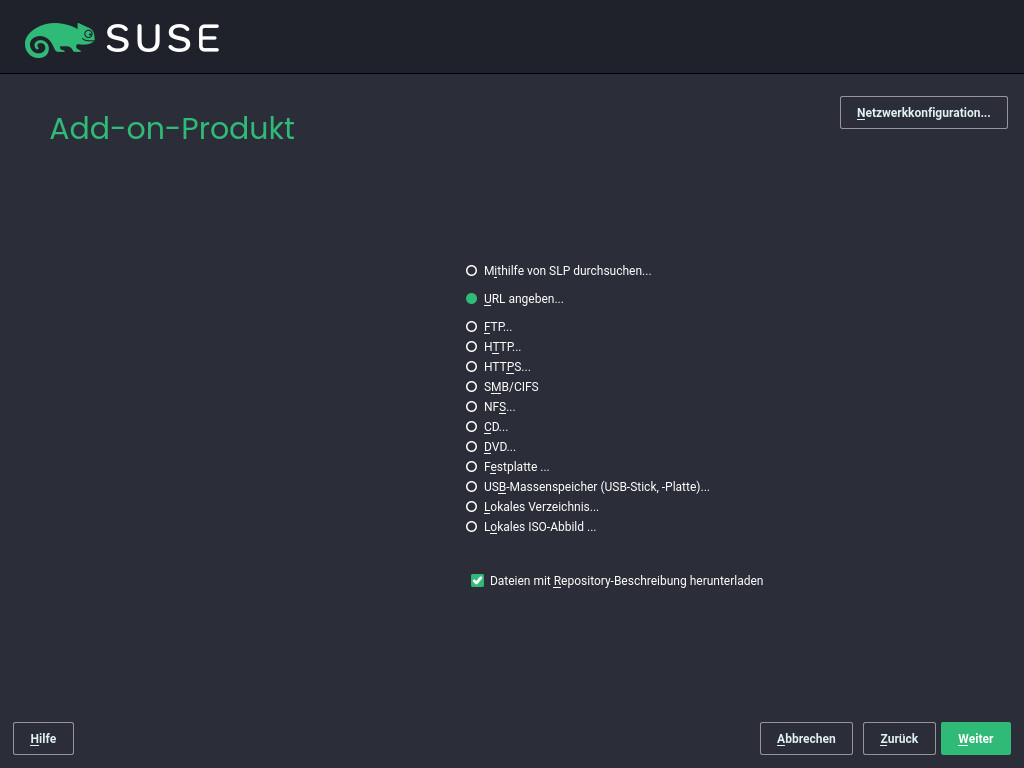 SUSE
Add-on-Produkt
Netzwerkkonfiguration...
Mithilfe von SLP durchsuchen...
URL angeben...
FTP...
HTTP...
HTTPS...
SMB/CIFS
NFS...
CD...
DVD...
Festplatte ...
USB-Massenspeicher (USB-Stick, -Platte)...
Lokales Verzeichnis...
Lokales ISO-Abbild ...
Dateien mit Repository-Beschreibung herunterladen
Hilfe
Abbrechen
Zurück
Weiter